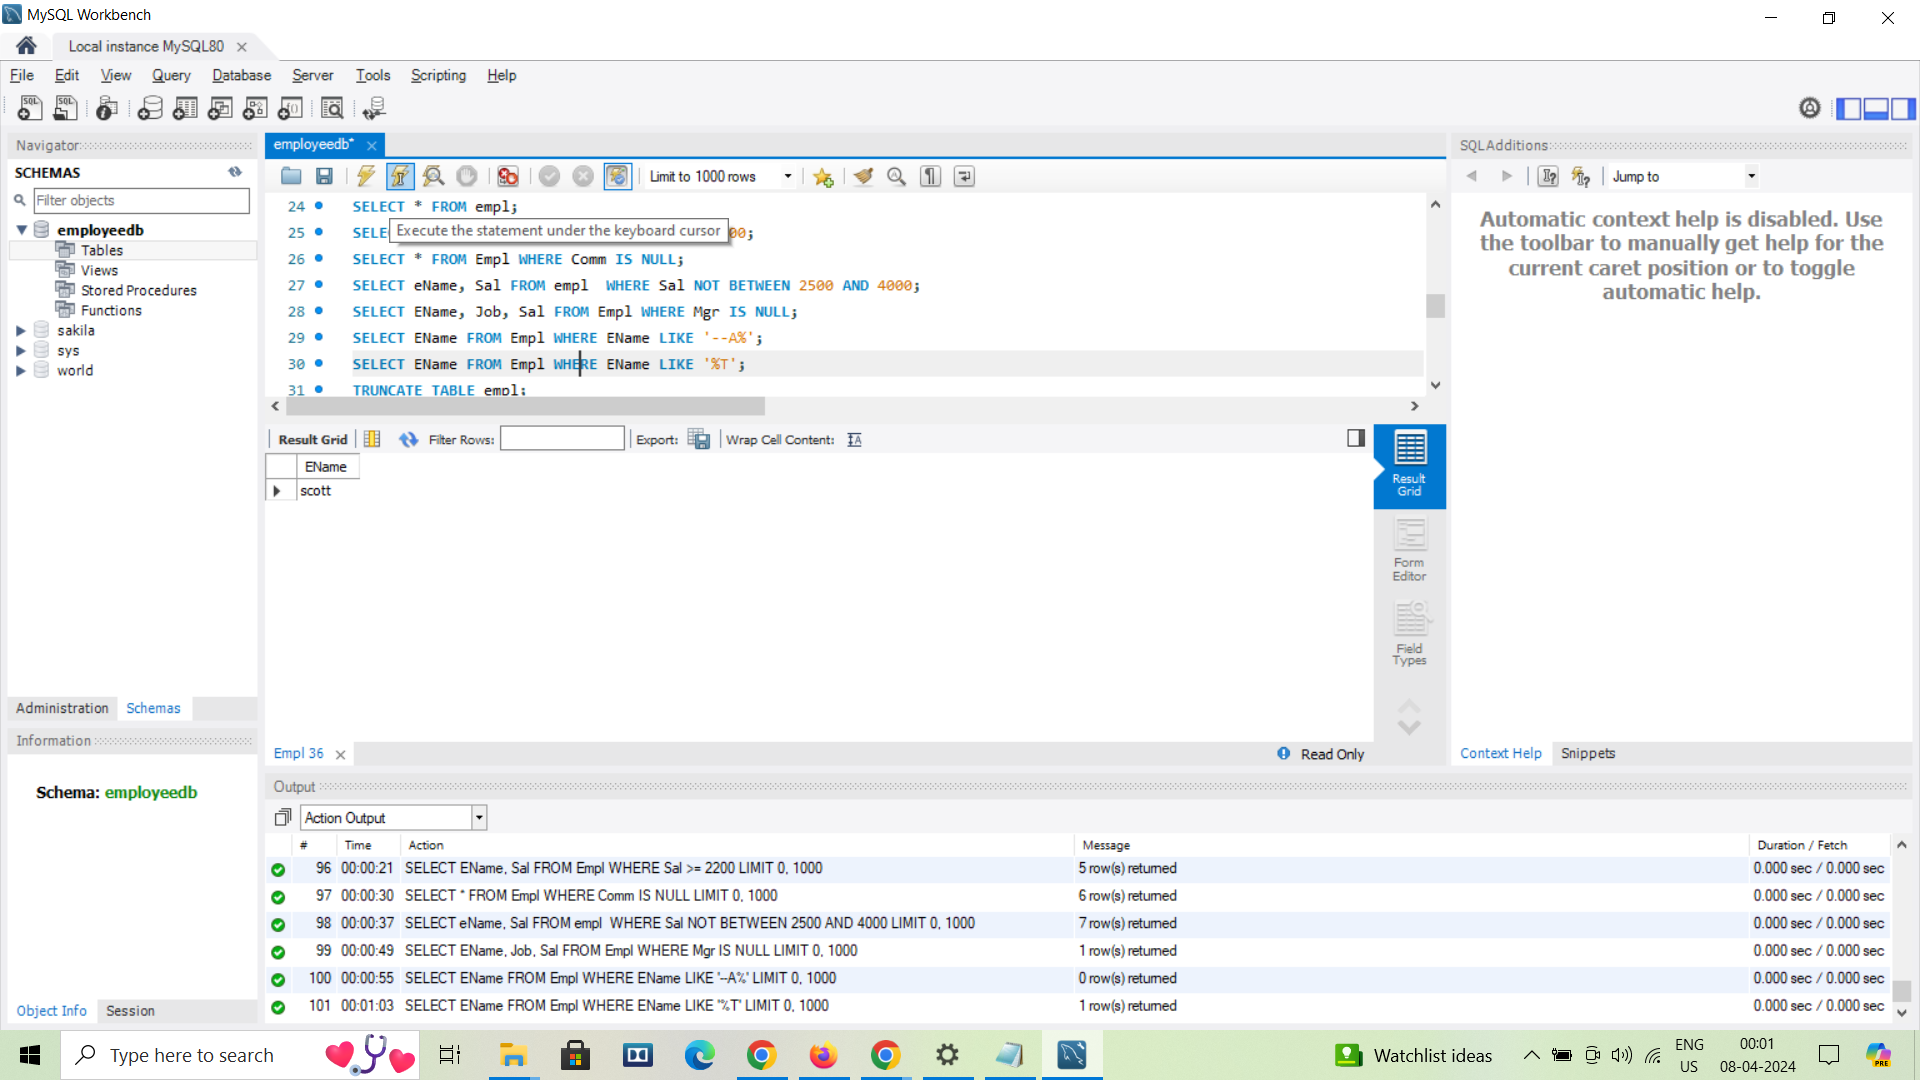 MySQL Workbench
Local instance MySQL80
File Edit View Query Database Server Tools Scripting Help
Navigator
SCHEMAS
Filter objects
employeedb
Tables
Views
Stored Procedures
Functions
sakila
sys
world
Administration Schemas
Information
Schema: employeedb
Object Info Session
employeedb*
Limit to 1000 rows
24 SELECT * FROM empl;
25 SELE 00;
Execute the statement under the keyboard cursor
26 SELECT * FROM Empl WHERE Comm IS NULL;
27 SELECT eName, Sal FROM empl  WHERE Sal NOT BETWEEN 2500 AND 4000;
28 SELECT EName, Job, Sal FROM Empl WHERE Mgr IS NULL;
29 SELECT EName FROM Empl WHERE EName LIKE '--A%';
30 SELECT EName FROM Empl WHERE EName LIKE '%T';
31 TRUNCATE TABLE empl;
Result Grid Filter Rows: Export: Wrap Cell Content:
EName
scott
Result
Grid
Form
Editor
Field
Types
Empl 36
Read Only
SQLAdditions
Jump to
Automatic context help is disabled. Use
the toolbar to manually get help for the
current caret position or to toggle
automatic help.
Context Help Snippets
Output
Action Output
# Time Action Message Duration / Fetch
96 00:00:21 SELECT EName, Sal FROM Empl WHERE Sal >= 2200 LIMIT 0, 1000 5 row(s) returned 0.000 sec / 0.000 sec
97 00:00:30 SELECT * FROM Empl WHERE Comm IS NULL LIMIT 0, 1000 6 row(s) returned 0.000 sec / 0.000 sec
98 00:00:37 SELECT eName, Sal FROM empl  WHERE Sal NOT BETWEEN 2500 AND 4000 LIMIT 0, 1000 7 row(s) returned 0.000 sec / 0.000 sec
99 00:00:49 SELECT EName, Job, Sal FROM Empl WHERE Mgr IS NULL LIMIT 0, 1000 1 row(s) returned 0.000 sec / 0.000 sec
100 00:00:55 SELECT EName FROM Empl WHERE EName LIKE '--A%' LIMIT 0, 1000 0 row(s) returned 0.000 sec / 0.000 sec
101 00:01:03 SELECT EName FROM Empl WHERE EName LIKE '%T' LIMIT 0, 1000 1 row(s) returned 0.000 sec / 0.000 sec
Type here to search
Watchlist ideas
ENG
US
00:01
08-04-2024
PRE